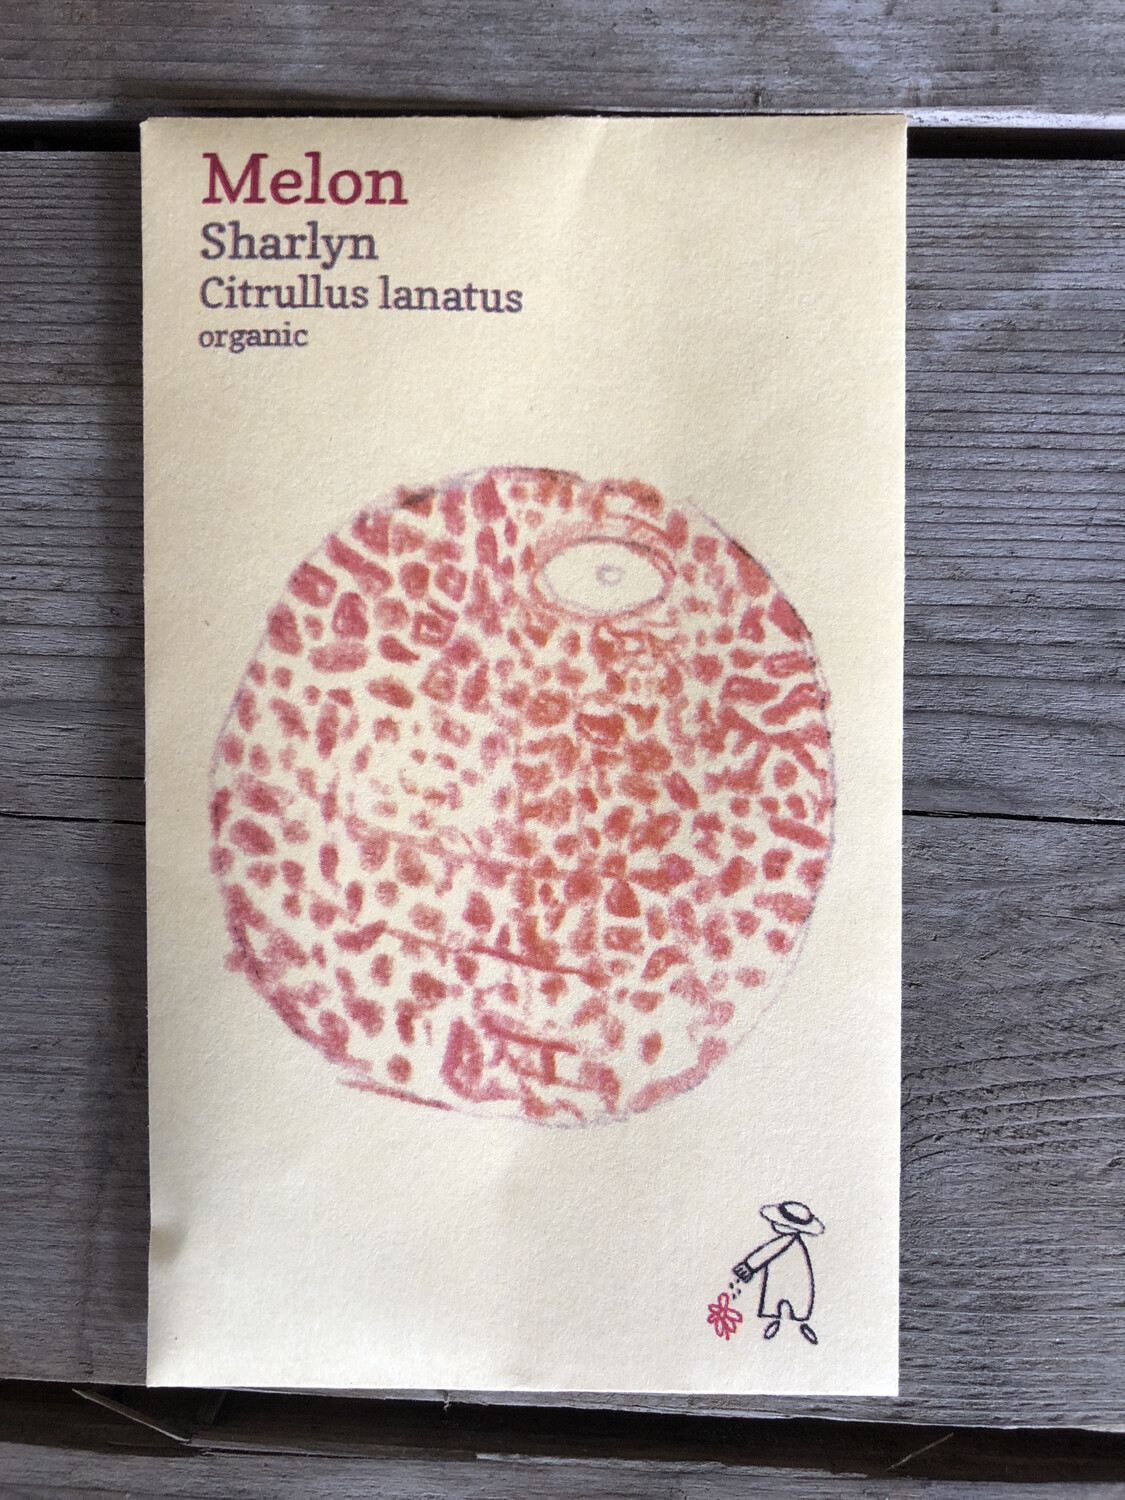 Melon
Sharlyn
Citrullus lanatus
organic